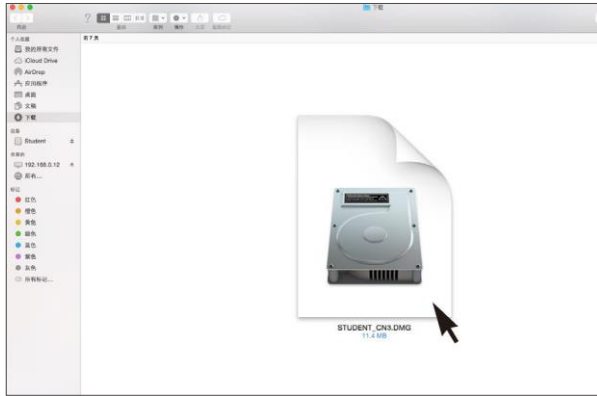 下载
向后
?
显示
排列
操作
共享
前 7 天
个人收藏
我的所有文件
iCloud Drive
AirDrop
应用程序
桌面
文稿
下载
设备
Student
共享的
192.168.0.12
所有...
标记
红色
橙色
黄色
绿色
蓝色
紫色
灰色
所有标记...
STUDENT_CN3.DMG
11.4 MB